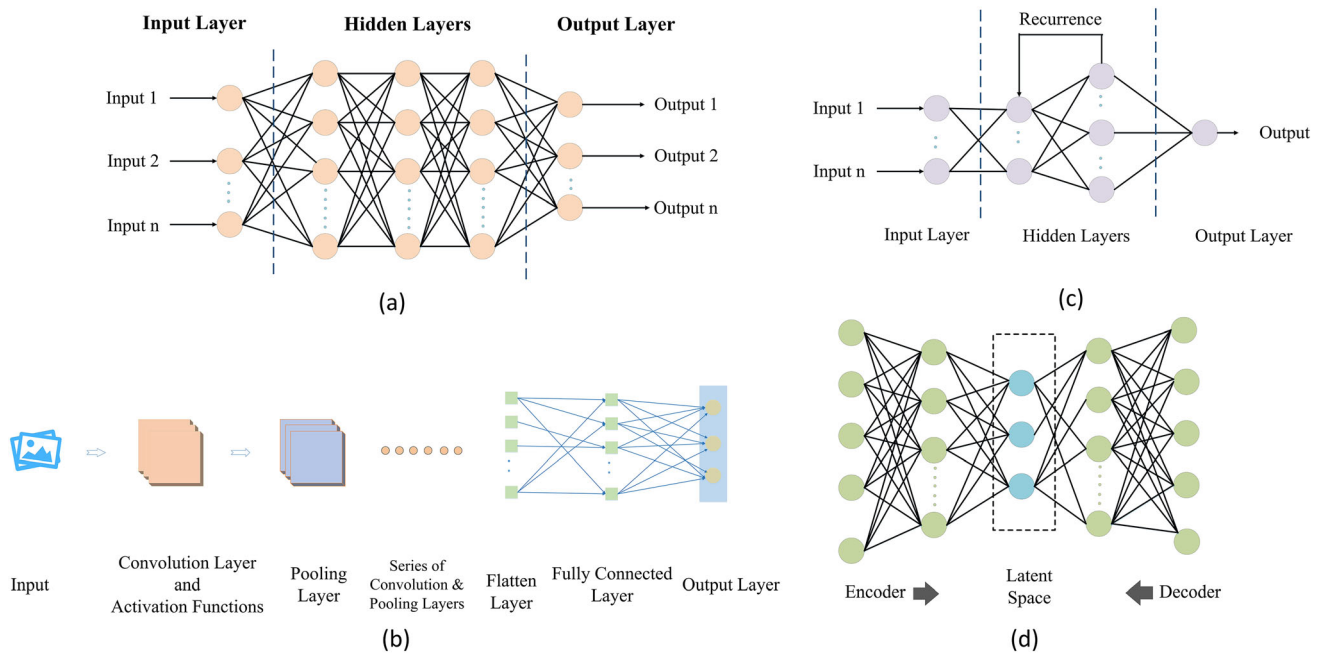 Input Layer
Hidden Layers
Output Layer
Input 1
Input 2
Input n
Output 1
Output 2
Output n
(a)
Recurrence
Input 1
Input n
Output
Input Layer
Hidden Layers
Output Layer
(c)
Input
Convolution Layer
and
Activation Functions
Pooling
Layer
Series of
Convolution &
Pooling Layers
Flatten
Layer
Fully Connected
Layer
Output Layer
(b)
Encoder
Latent
Space
Decoder
(d)